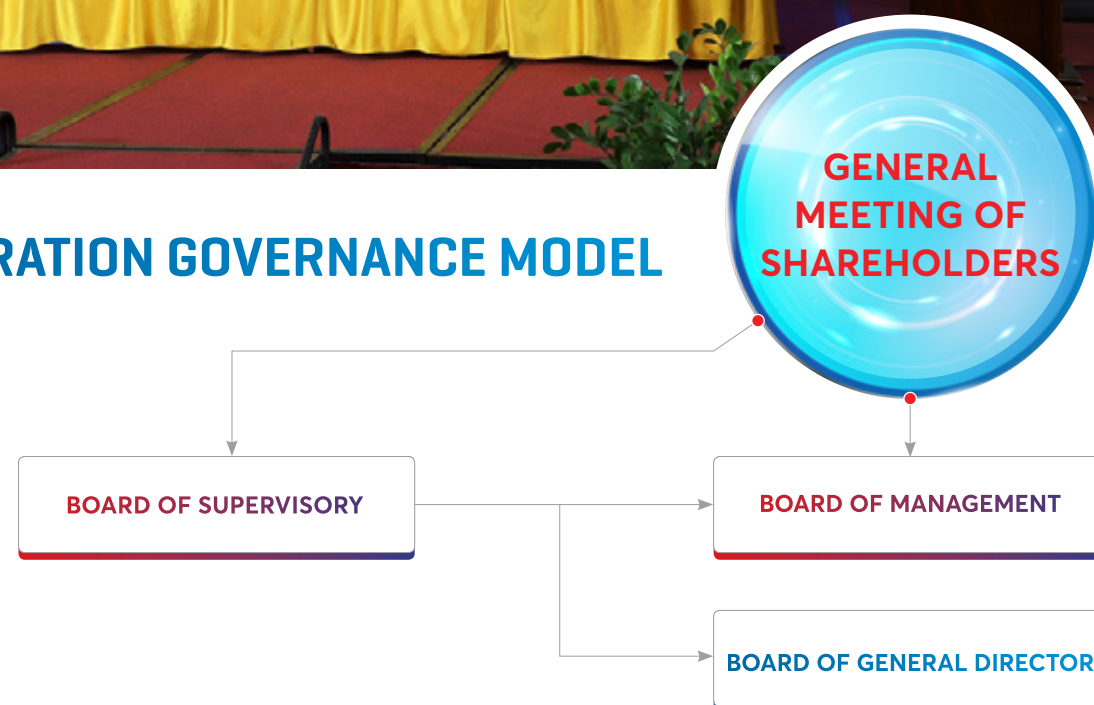 GENERAL
MEETING OF
SHAREHOLDERS
RATION GOVERNANCE MODEL
BOARD OF SUPERVISORY
BOARD OF MANAGEMENT
BOARD OF GENERAL DIRECTOR